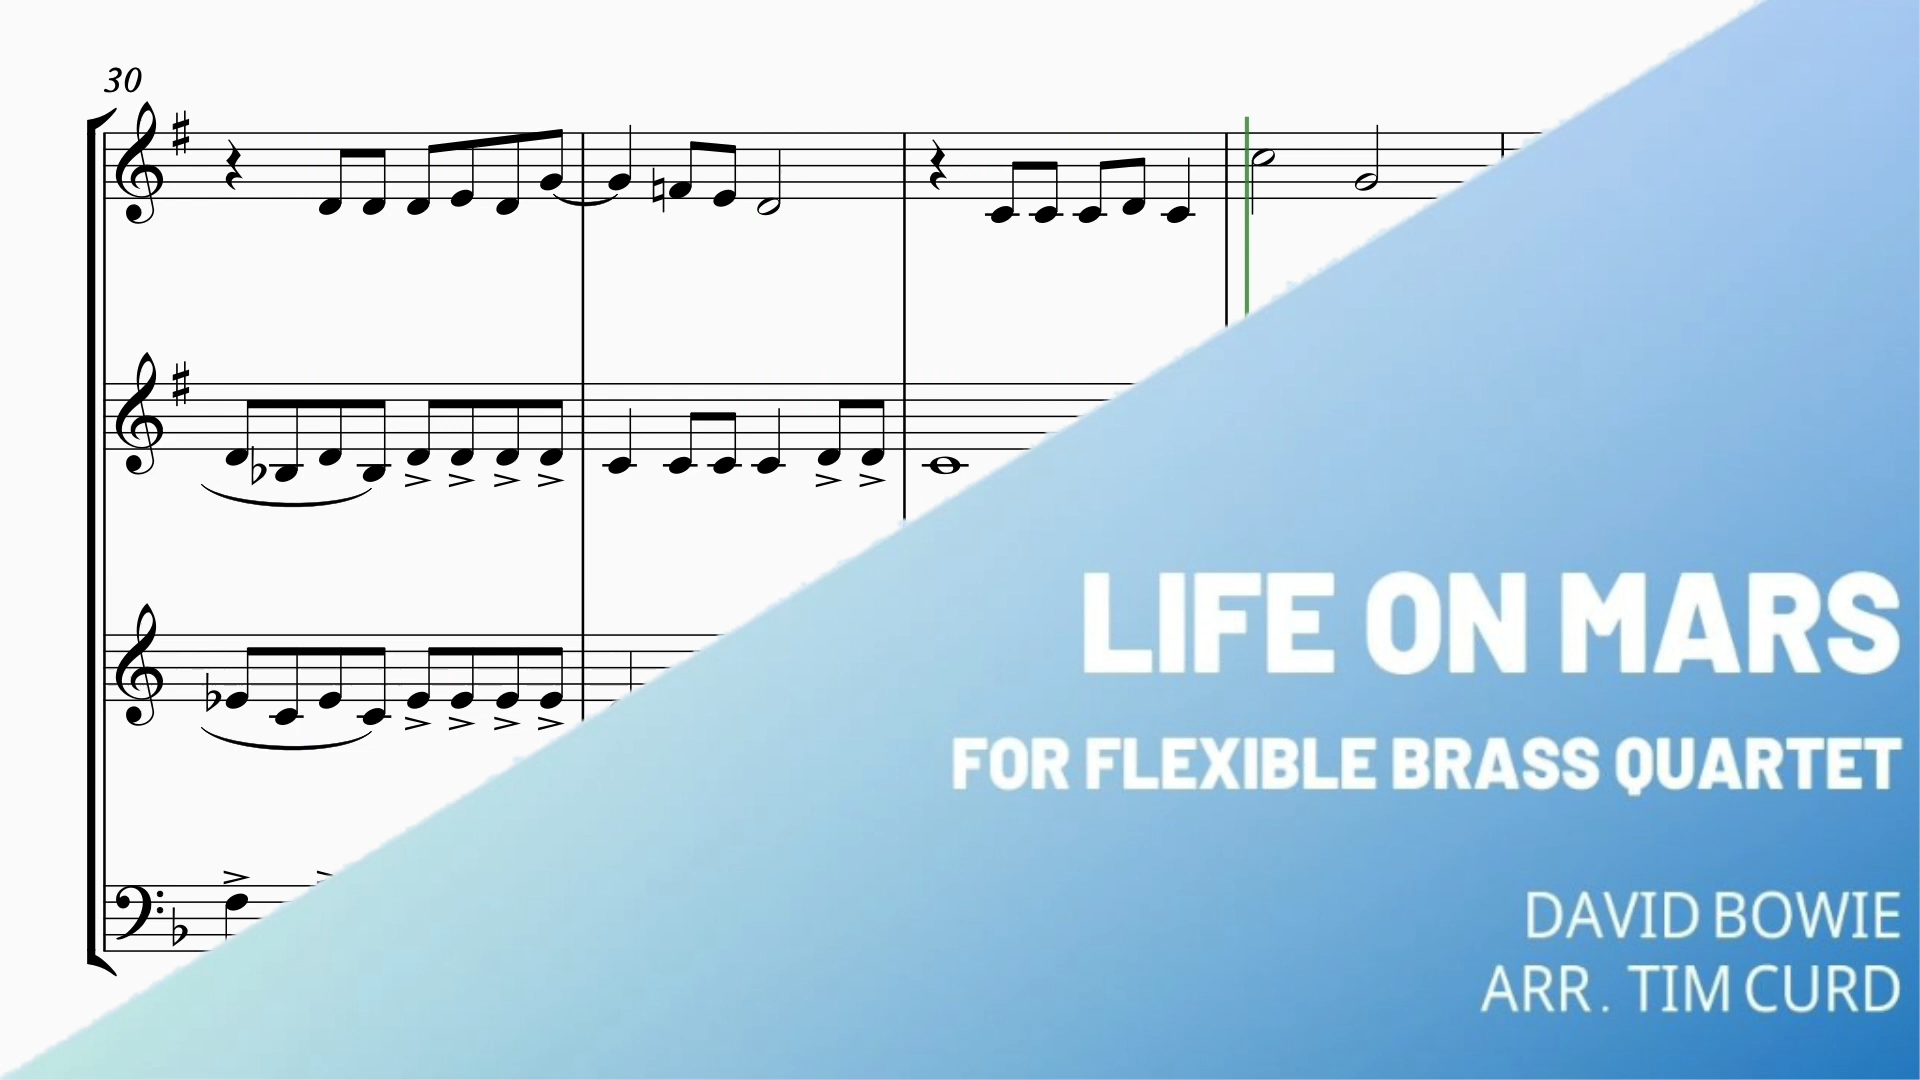 30
LIFE ON MARS
FOR FLEXIBLE BRASS QUARTET
DAVID BOWIE
ARR. TIM CURD